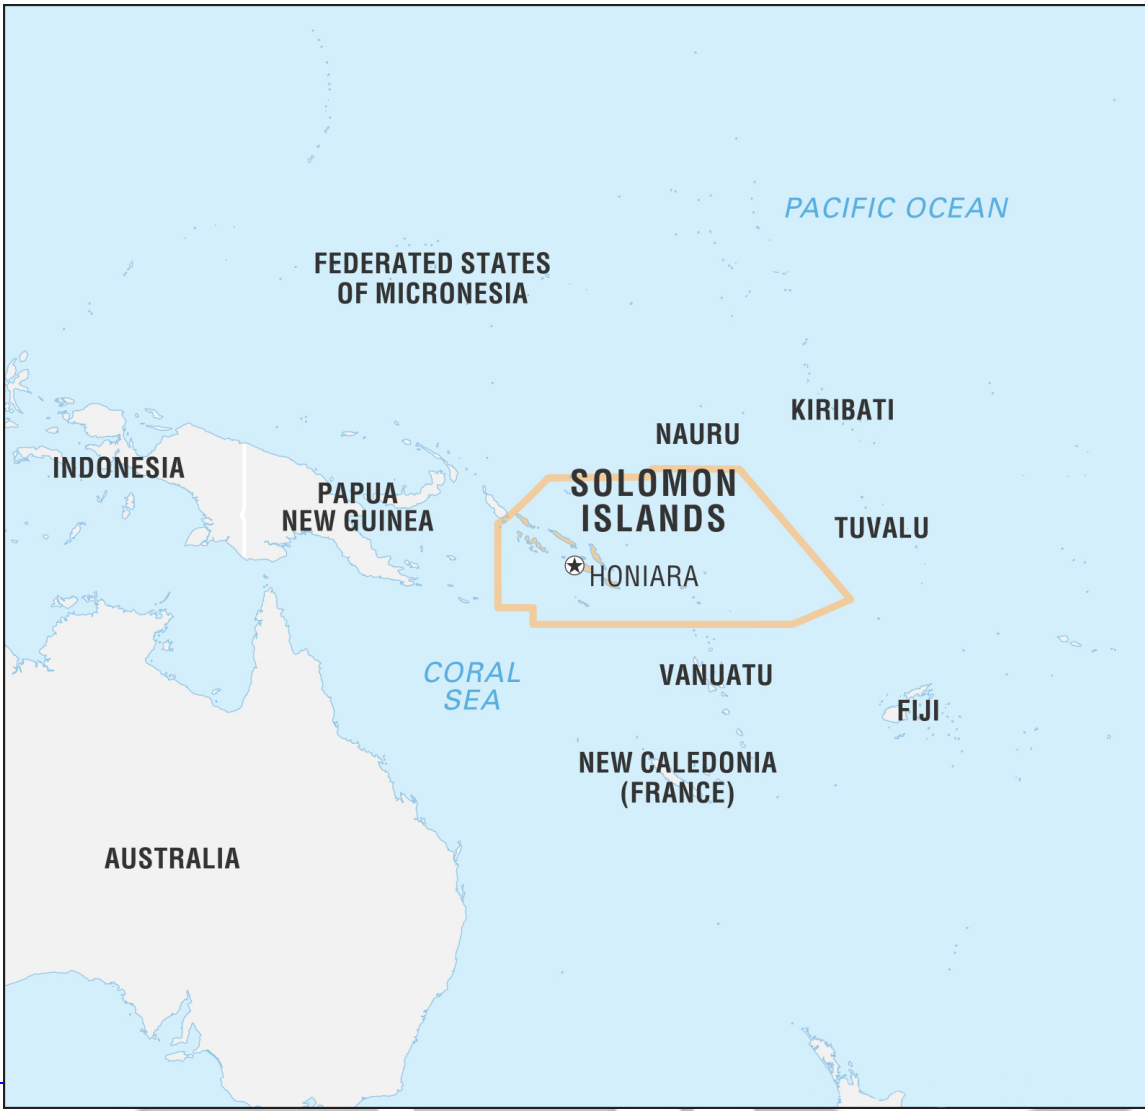 PACIFIC OCEAN
FEDERATED STATES
OF MICRONESIA
KIRIBATI
NAURU
INDONESIA
PAPUA
NEW GUINEA
SOLOMON
ISLANDS
TUVALU
HONIARA
CORAL
SEA
VANUATU
FIJI
NEW CALEDONIA
(FRANCE)
AUSTRALIA